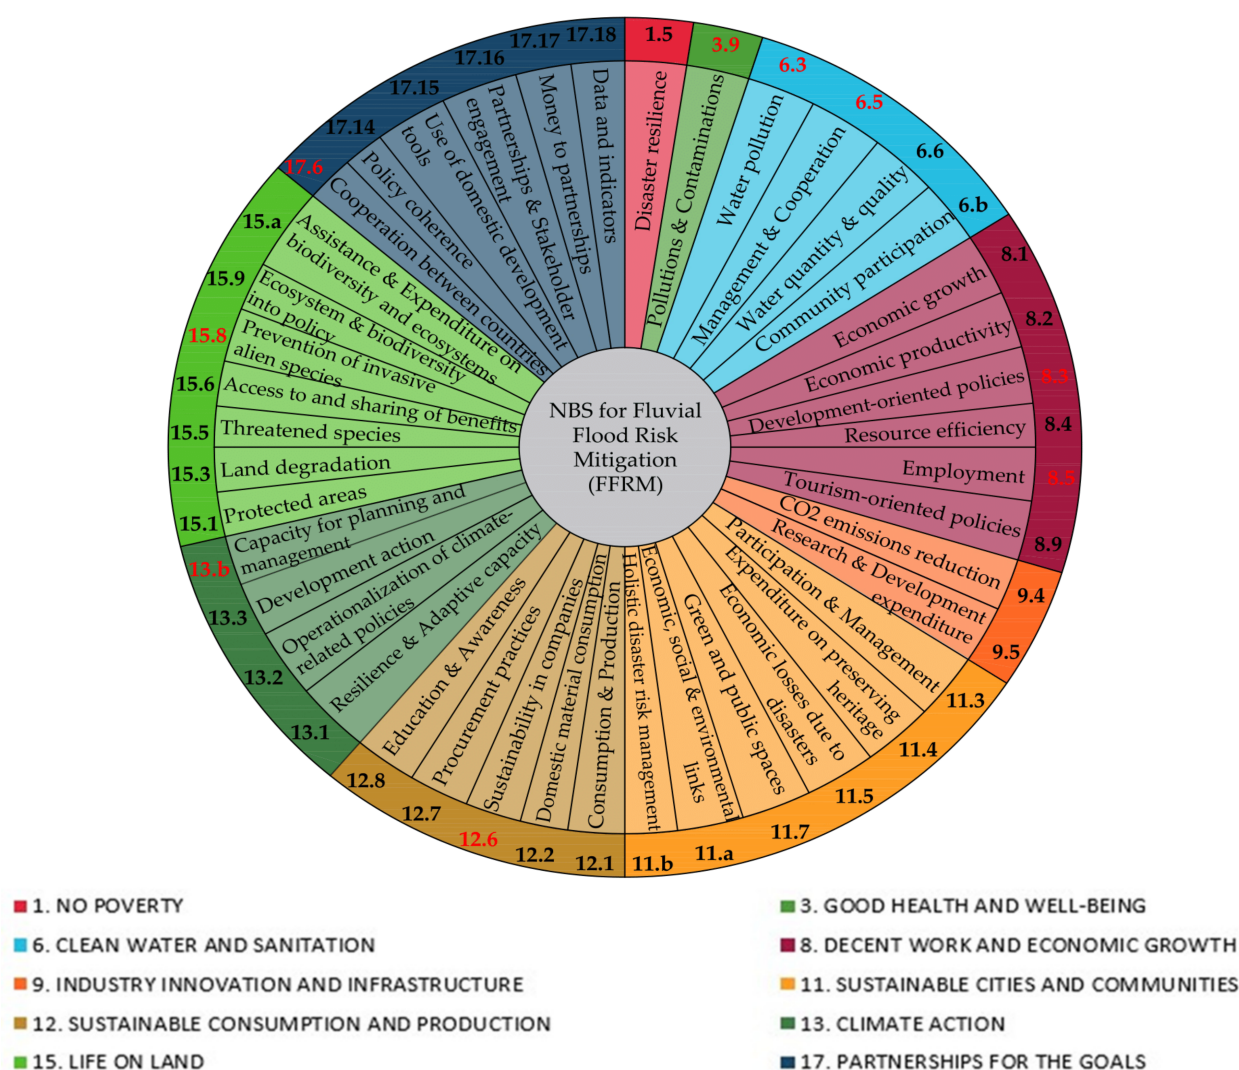 1.5
3.9
6.3
6.5
6.6
6.b
8.1
8.2
8.3
8.4
8.5
8.9
9.4
9.5
11.3
11.4
11.5
11.7
11.a
11.b
12.1
12.2
12.6
12.7
12.8
13.1
13.2
13.3
13.b
15.1
15.3
15.5
15.6
15.8
15.9
15.a
17.6
17.14
17.15
17.16
17.17
17.18
Disaster resilience
Pollutions & Contaminations
Water pollution
Management & Cooperation
Water quantity & quality
Community participation
Economic growth
Economic productivity
Development-oriented policies
Resource efficiency
Employment
Tourism-oriented policies
CO2 emissions reduction
Research & Development
expenditure
Participation & Management
Expenditure on preserving
heritage
Economic losses due to
disasters
Green and public spaces
Economic, social & environmental
links
Holistic disaster risk management
Consumption & Production
Domestic material consumption
Sustainability in companies
Procurement practices
Education & Awareness
Resilience & Adaptive capacity
Operationalization of climate-
related policies
Development action
Capacity for planning and
management
Protected areas
Land degradation
Threatened species
Access to and sharing of benefits
Prevention of invasive
alien species
Ecosystem & biodiversity
into policy
Assistance & Expenditure on
biodiversity and ecosystems
Cooperation between countries
Policy coherence
Use of domestic development
tools
Partnerships & Stakeholder
engagement
Money to partnerships
Data and indicators
NBS for Fluvial
Flood Risk
Mitigation
(FFRM)
1. NO POVERTY
3. GOOD HEALTH AND WELL-BEING
6. CLEAN WATER AND SANITATION
8. DECENT WORK AND ECONOMIC GROWTH
9. INDUSTRY INNOVATION AND INFRASTRUCTURE
11. SUSTAINABLE CITIES AND COMMUNITIES
12. SUSTAINABLE CONSUMPTION AND PRODUCTION
13. CLIMATE ACTION
15. LIFE ON LAND
17. PARTNERSHIPS FOR THE GOALS